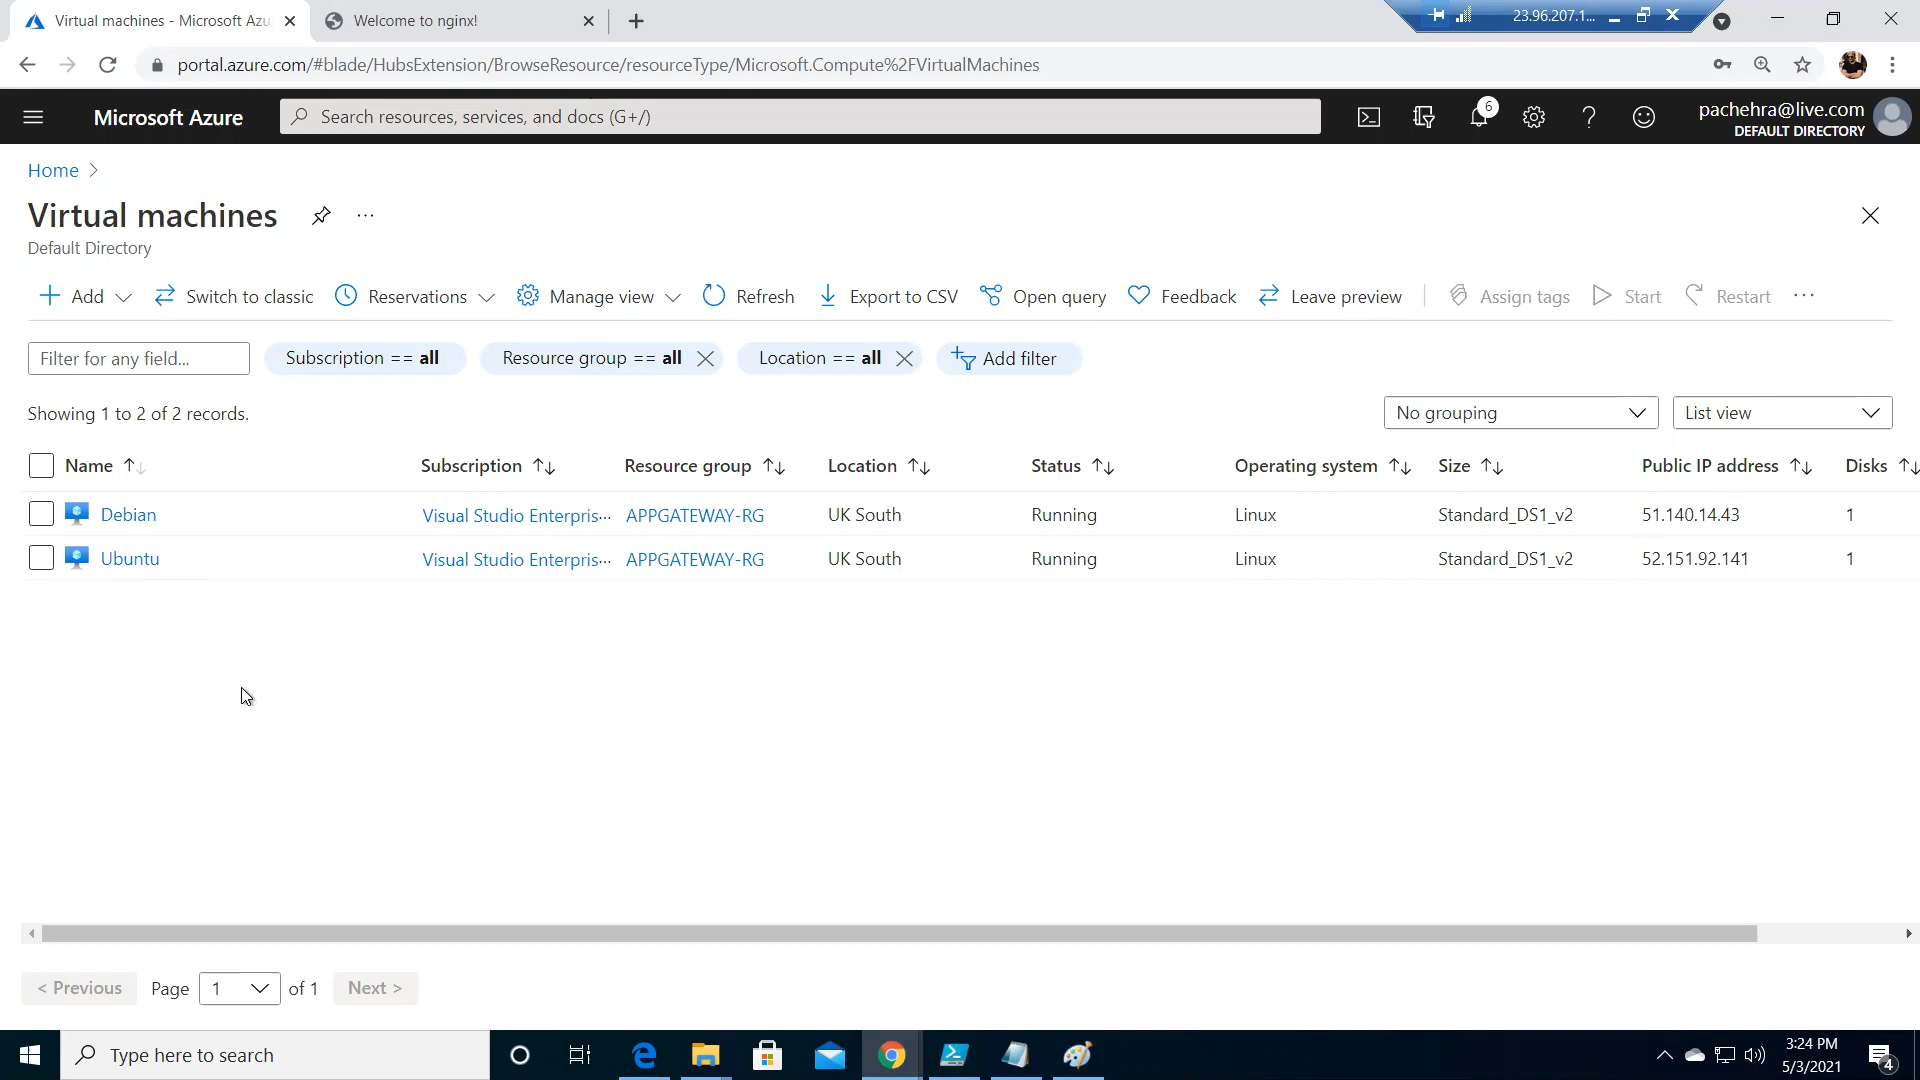 Virtual machines - Microsoft Azu
Welcome to nginx!
23.96.207.1...
portal.azure.com/#blade/HubsExtension/BrowseResource/resourceType/Microsoft.Compute%2FVirtualMachines
Microsoft Azure
Search resources, services, and docs (G+/)
6
pachehra@live.com
DEFAULT DIRECTORY
Home
Virtual machines
Default Directory
Add Switch to classic Reservations Manage view Refresh Export to CSV Open query Feedback Leave preview Assign tags Start Restart
Filter for any field... Subscription == all Resource group == all Location == all Add filter
Showing 1 to 2 of 2 records. No grouping List view
Name Subscription Resource group Location Status Operating system Size Public IP address Disks
Debian Visual Studio Enterpris... APPGATEWAY-RG UK South Running Linux Standard_DS1_v2 51.140.14.43 1
Ubuntu Visual Studio Enterpris... APPGATEWAY-RG UK South Running Linux Standard_DS1_v2 52.151.92.141 1
< Previous Page 1 of 1 Next >
Type here to search
3:24 PM
5/3/2021
4